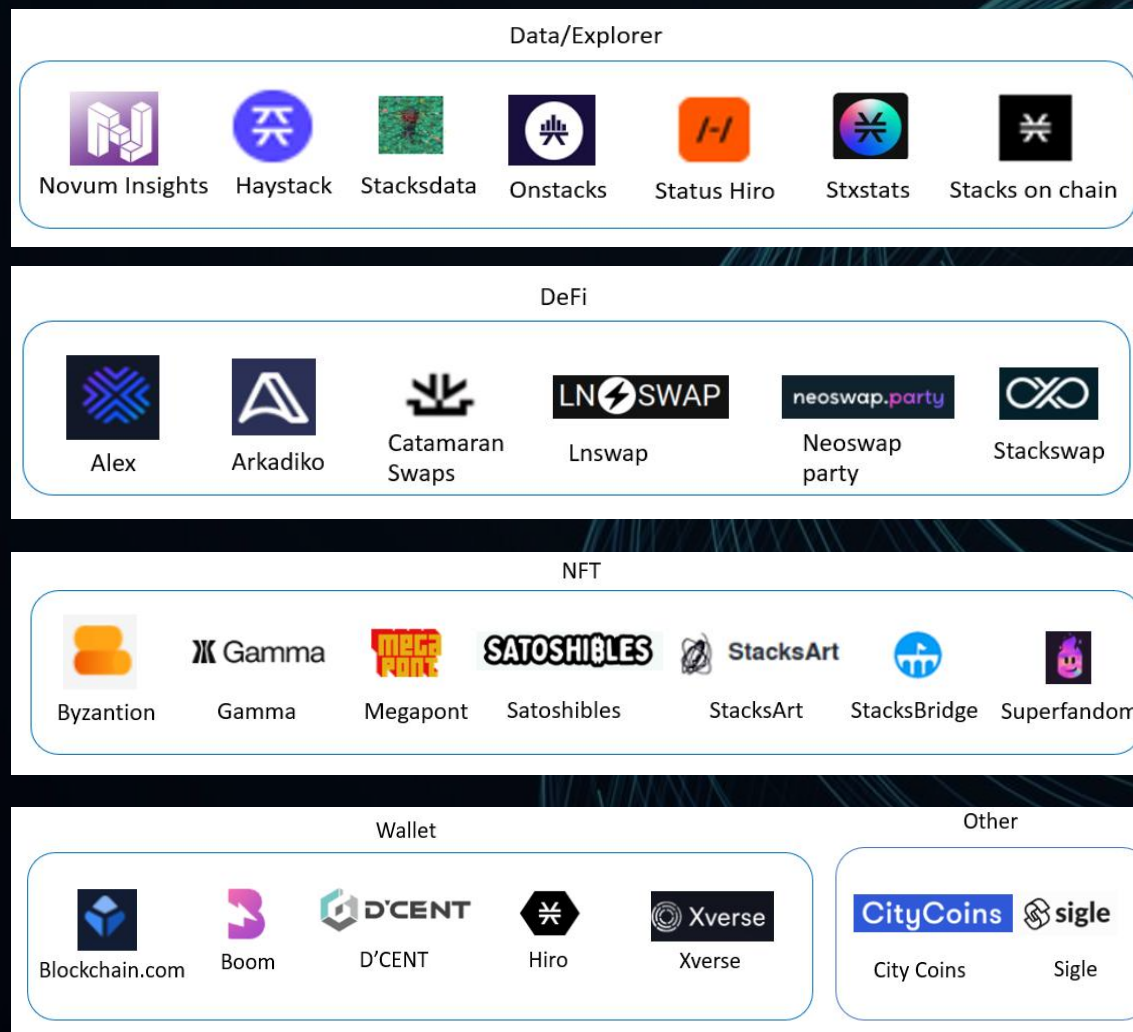 Data/Explorer
/-/
Novum Insights Haystack Stacksdata Onstacks Status Hiro Stxstats Stacks on chain
DeFi
LN SWAP neoswap.party
Alex Arkadiko Catamaran Swaps Lnswap Neoswap party Stackswap
NFT
Gamma MEGA PONT SATOSHIBLES StacksArt
Byzantion Gamma Megapont Satoshibles StacksArt StacksBridge Superfandom
Wallet
D'CENT Xverse
Blockchain.com Boom D'CENT Hiro Xverse
Other
CityCoins sigle
City Coins Sigle